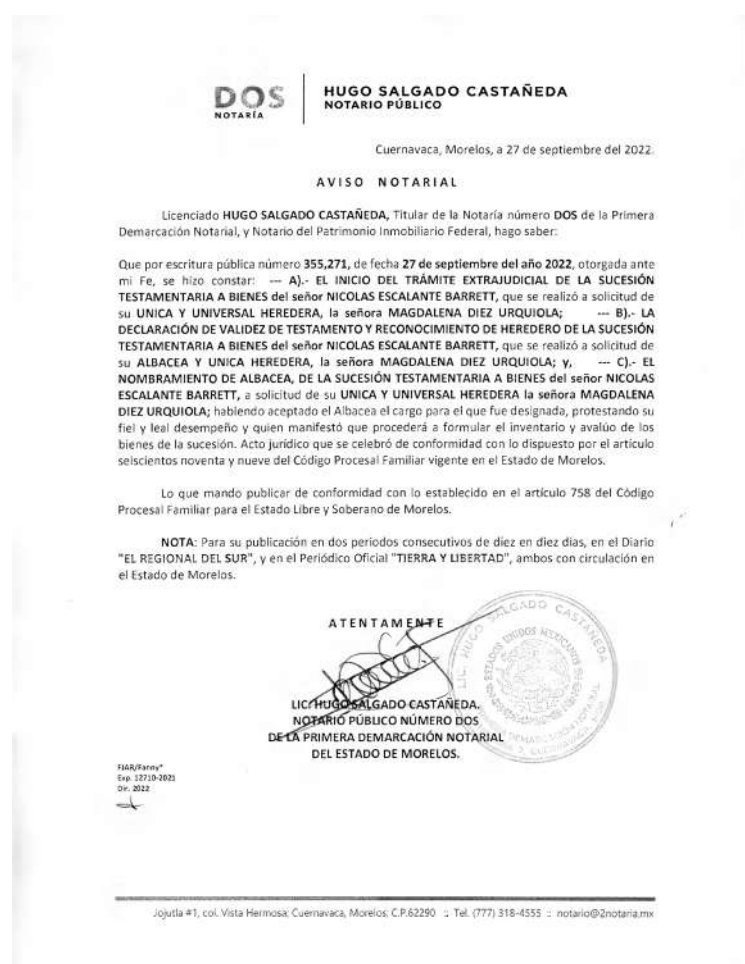 DOS
NOTARÍA
HUGO SALGADO CASTAÑEDA
NOTARIO PÚBLICO
Cuernavaca, Morelos, a 27 de septiembre del 2022.
AVISO NOTARIAL
Licenciado HUGO SALGADO CASTAÑEDA, Titular de la Notaría número DOS de la Primera
Demarcación Notarial, y Notario del Patrimonio Inmobiliario Federal, hago saber:
Que por escritura pública número 355,271, de fecha 27 de septiembre del año 2022, otorgada ante
mi Fe, se hizo constar: --- A).- EL INICIO DEL TRÁMITE EXTRAJUDICIAL DE LA SUCESIÓN
TESTAMENTARIA A BIENES del señor NICOLAS ESCALANTE BARRETT, que se realizó a solicitud de
su UNICA Y UNIVERSAL HEREDERA, la señora MAGDALENA DIEZ URQUIOLA; --- B).- LA
DECLARACIÓN DE VALIDEZ DE TESTAMENTO Y RECONOCIMIENTO DE HEREDERO DE LA SUCESIÓN
TESTAMENTARIA A BIENES del señor NICOLAS ESCALANTE BARRETT, que se realizó a solicitud de
su ALBACEA Y UNICA HEREDERA, la señora MAGDALENA DIEZ URQUIOLA; y, --- C).- EL
NOMBRAMIENTO DE ALBACEA, DE LA SUCESIÓN TESTAMENTARIA A BIENES del señor NICOLAS
ESCALANTE BARRETT, a solicitud de su UNICA Y UNIVERSAL HEREDERA la señora MAGDALENA
DIEZ URQUIOLA; habiendo aceptado el Albacea el cargo para el que fue designada, protestando su
fiel y leal desempeño y quien manifestó que procederá a formular el inventario y avalúo de los
bienes de la sucesión. Acto jurídico que se celebró de conformidad con lo dispuesto por el artículo
seiscientos noventa y nueve del Código Procesal Familiar vigente en el Estado de Morelos.
Lo que mando publicar de conformidad con lo establecido en el artículo 758 del Código
Procesal Familiar para el Estado Libre y Soberano de Morelos.
NOTA: Para su publicación en dos periodos consecutivos de diez en diez días, en el Diario
"EL REGIONAL DEL SUR", y en el Periódico Oficial "TIERRA Y LIBERTAD", ambos con circulación en
el Estado de Morelos.
ATENTAMENTE
LIC. HUGO SALGADO CASTAÑEDA
ESTADOS UNIDOS MEXICANOS
LIC. HUGO SALGADO CASTAÑEDA.
NOTARIO PÚBLICO NÚMERO DOS
DE LA PRIMERA DEMARCACIÓN NOTARIAL
DEL ESTADO DE MORELOS.
FJAR/Fanny*
Exp. 12710-2021
Dir. 2022
Jojutla #1, col. Vista Hermosa; Cuernavaca, Morelos; C.P.62290 :: Tel. (777) 318-4555 :: notario@2notaria.mx